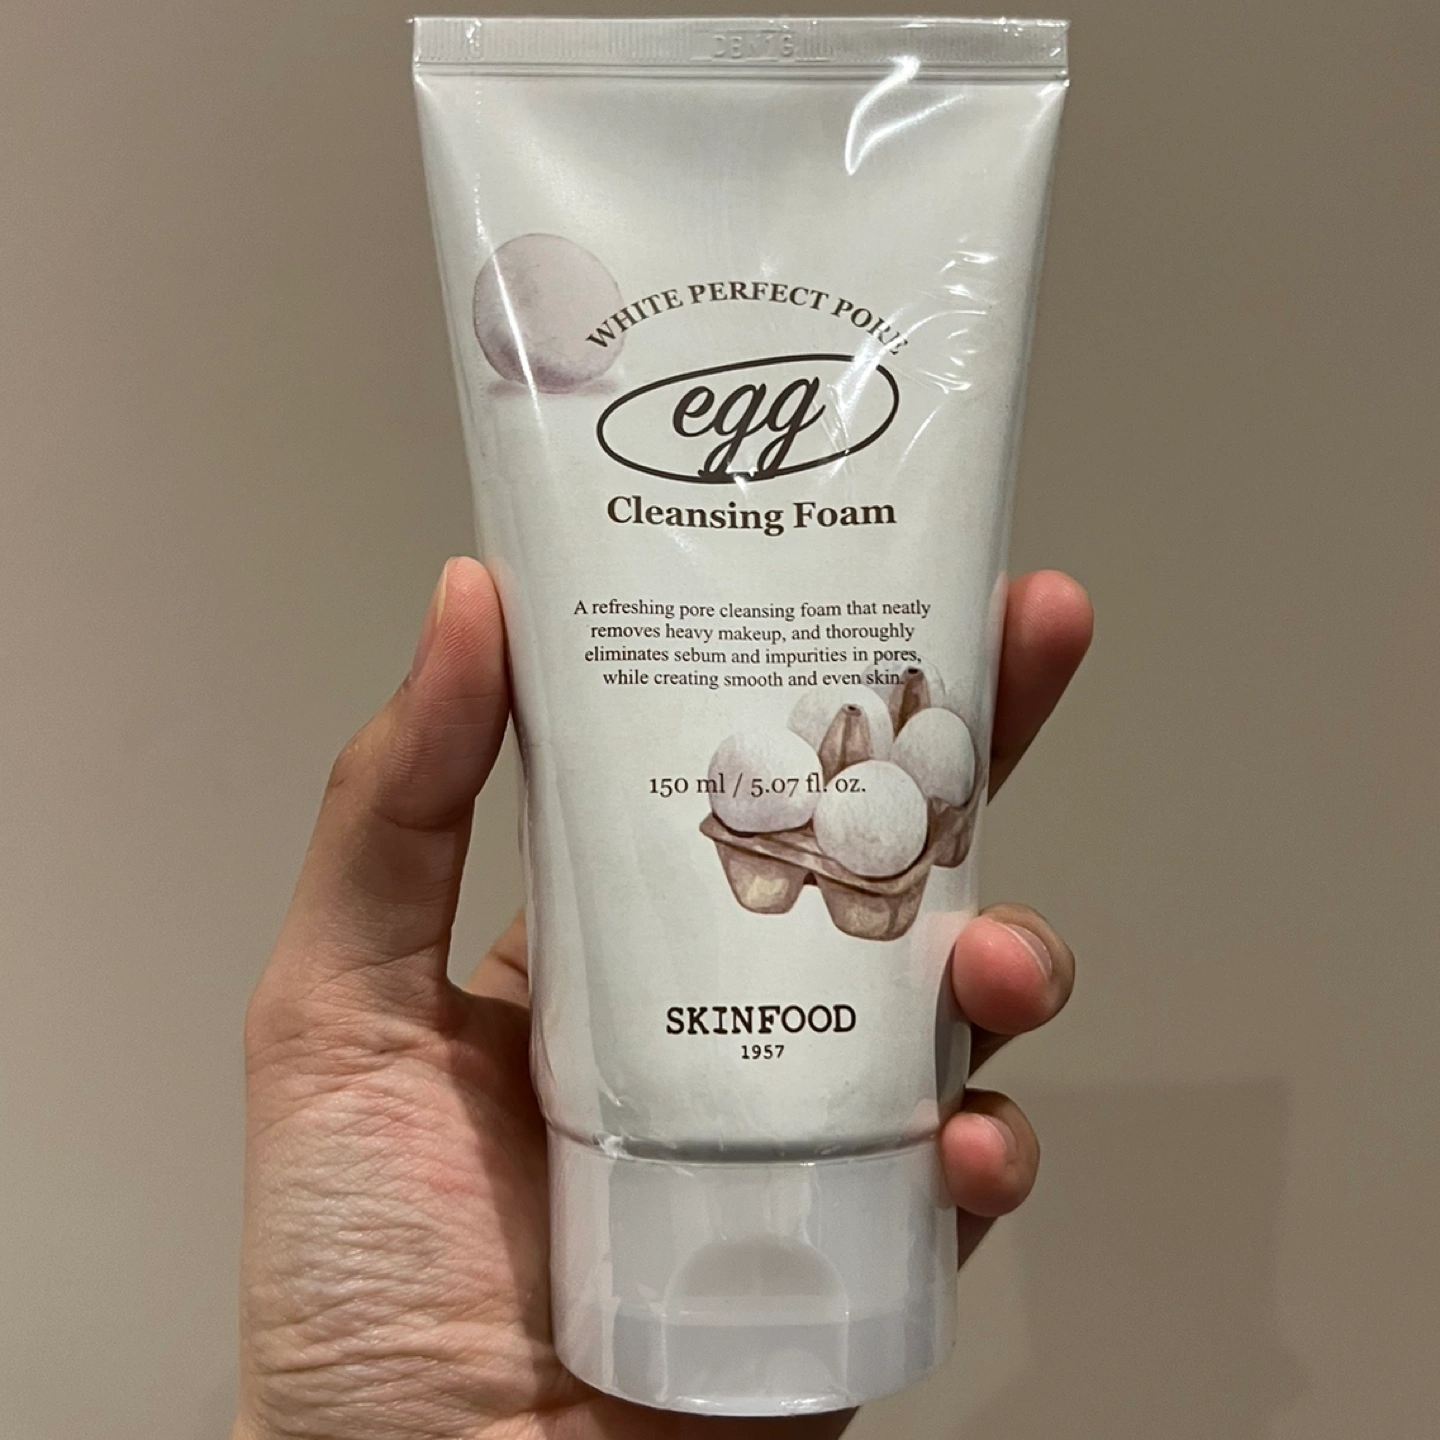 WHITE PERFECT PORE
egg
Cleansing Foam
A refreshing pore cleansing foam that neatly
removes heavy makeup, and thoroughly
eliminates sebum and impurities in pores,
while creating smooth and even skin.
150 ml / 5.07 fl. oz.
SKINFOOD
1957